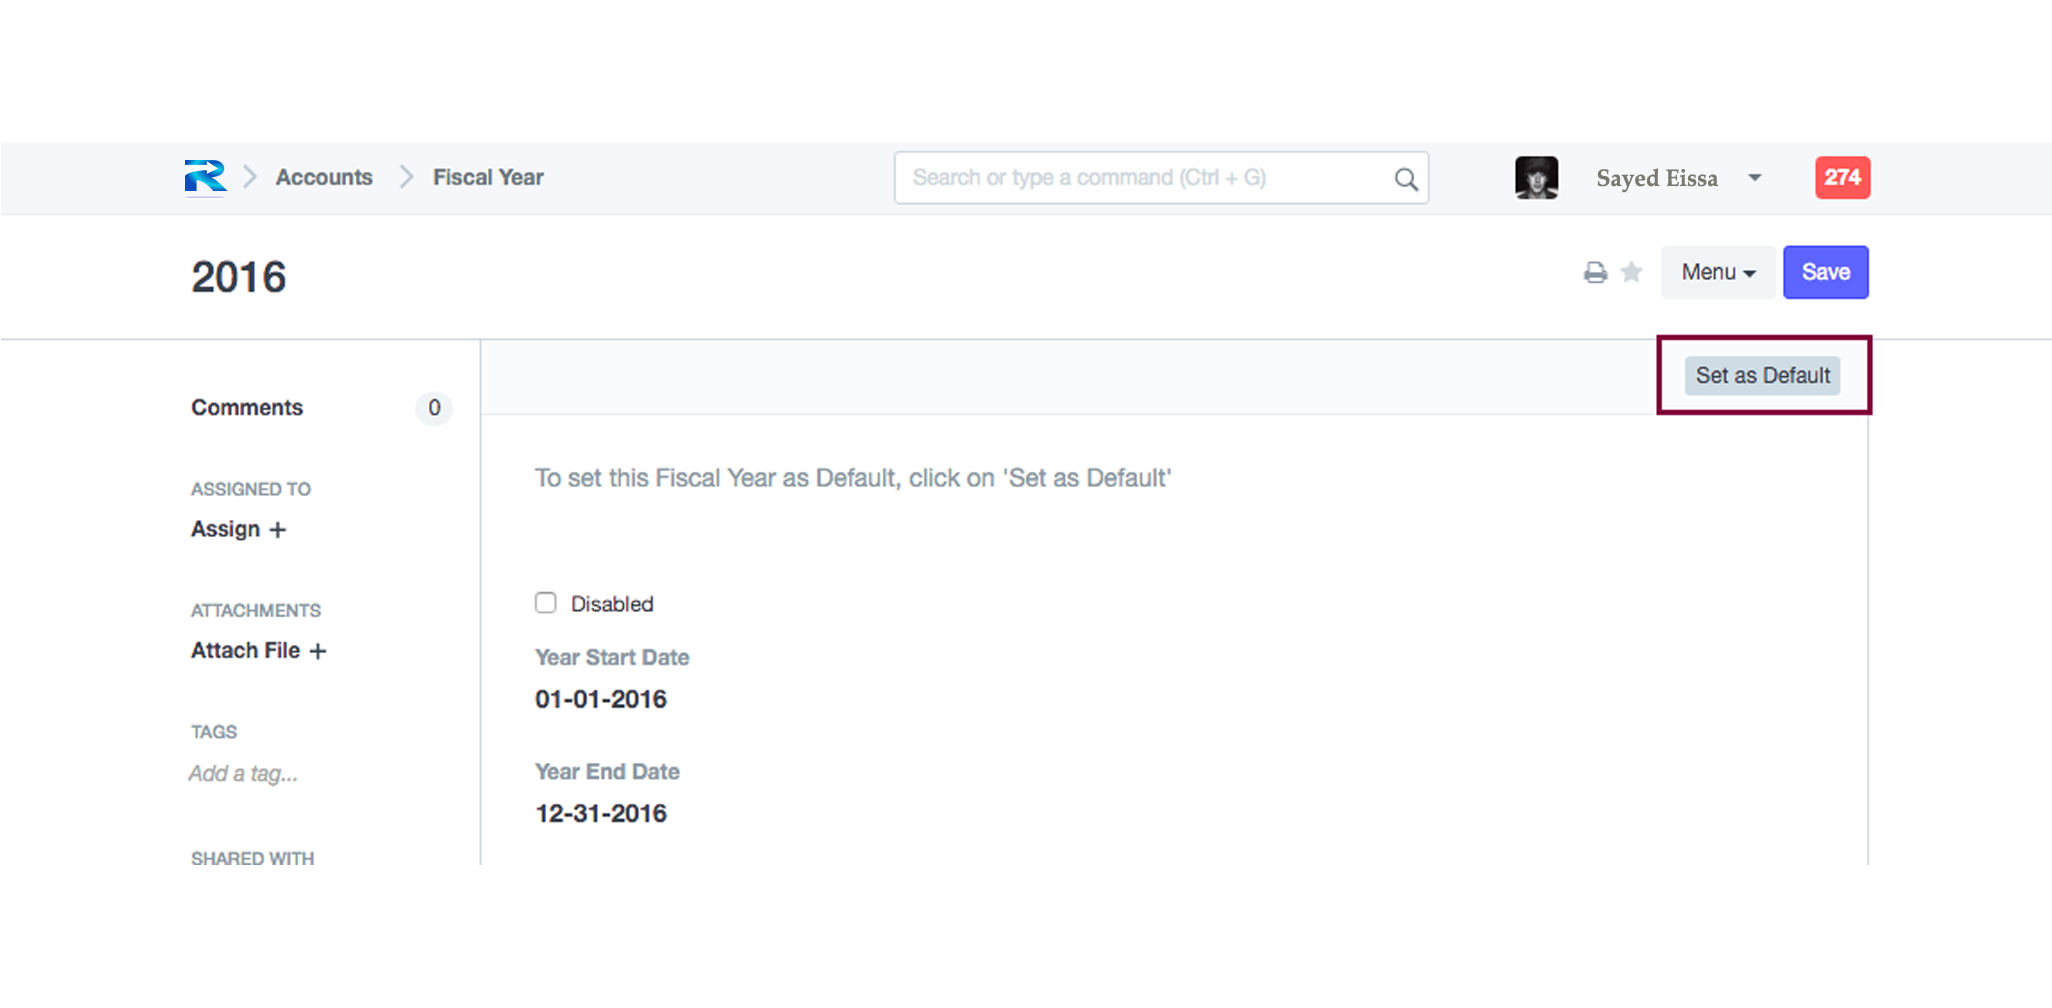 Accounts Fiscal Year Search or type a command (Ctrl + G) Sayed Eissa 274
2016 Menu Save
Set as Default
Comments 0
To set this Fiscal Year as Default, click on 'Set as Default'
ASSIGNED TO
Assign +
Disabled
ATTACHMENTS
Attach File +
Year Start Date
01-01-2016
TAGS
Add a tag...
Year End Date
12-31-2016
SHARED WITH